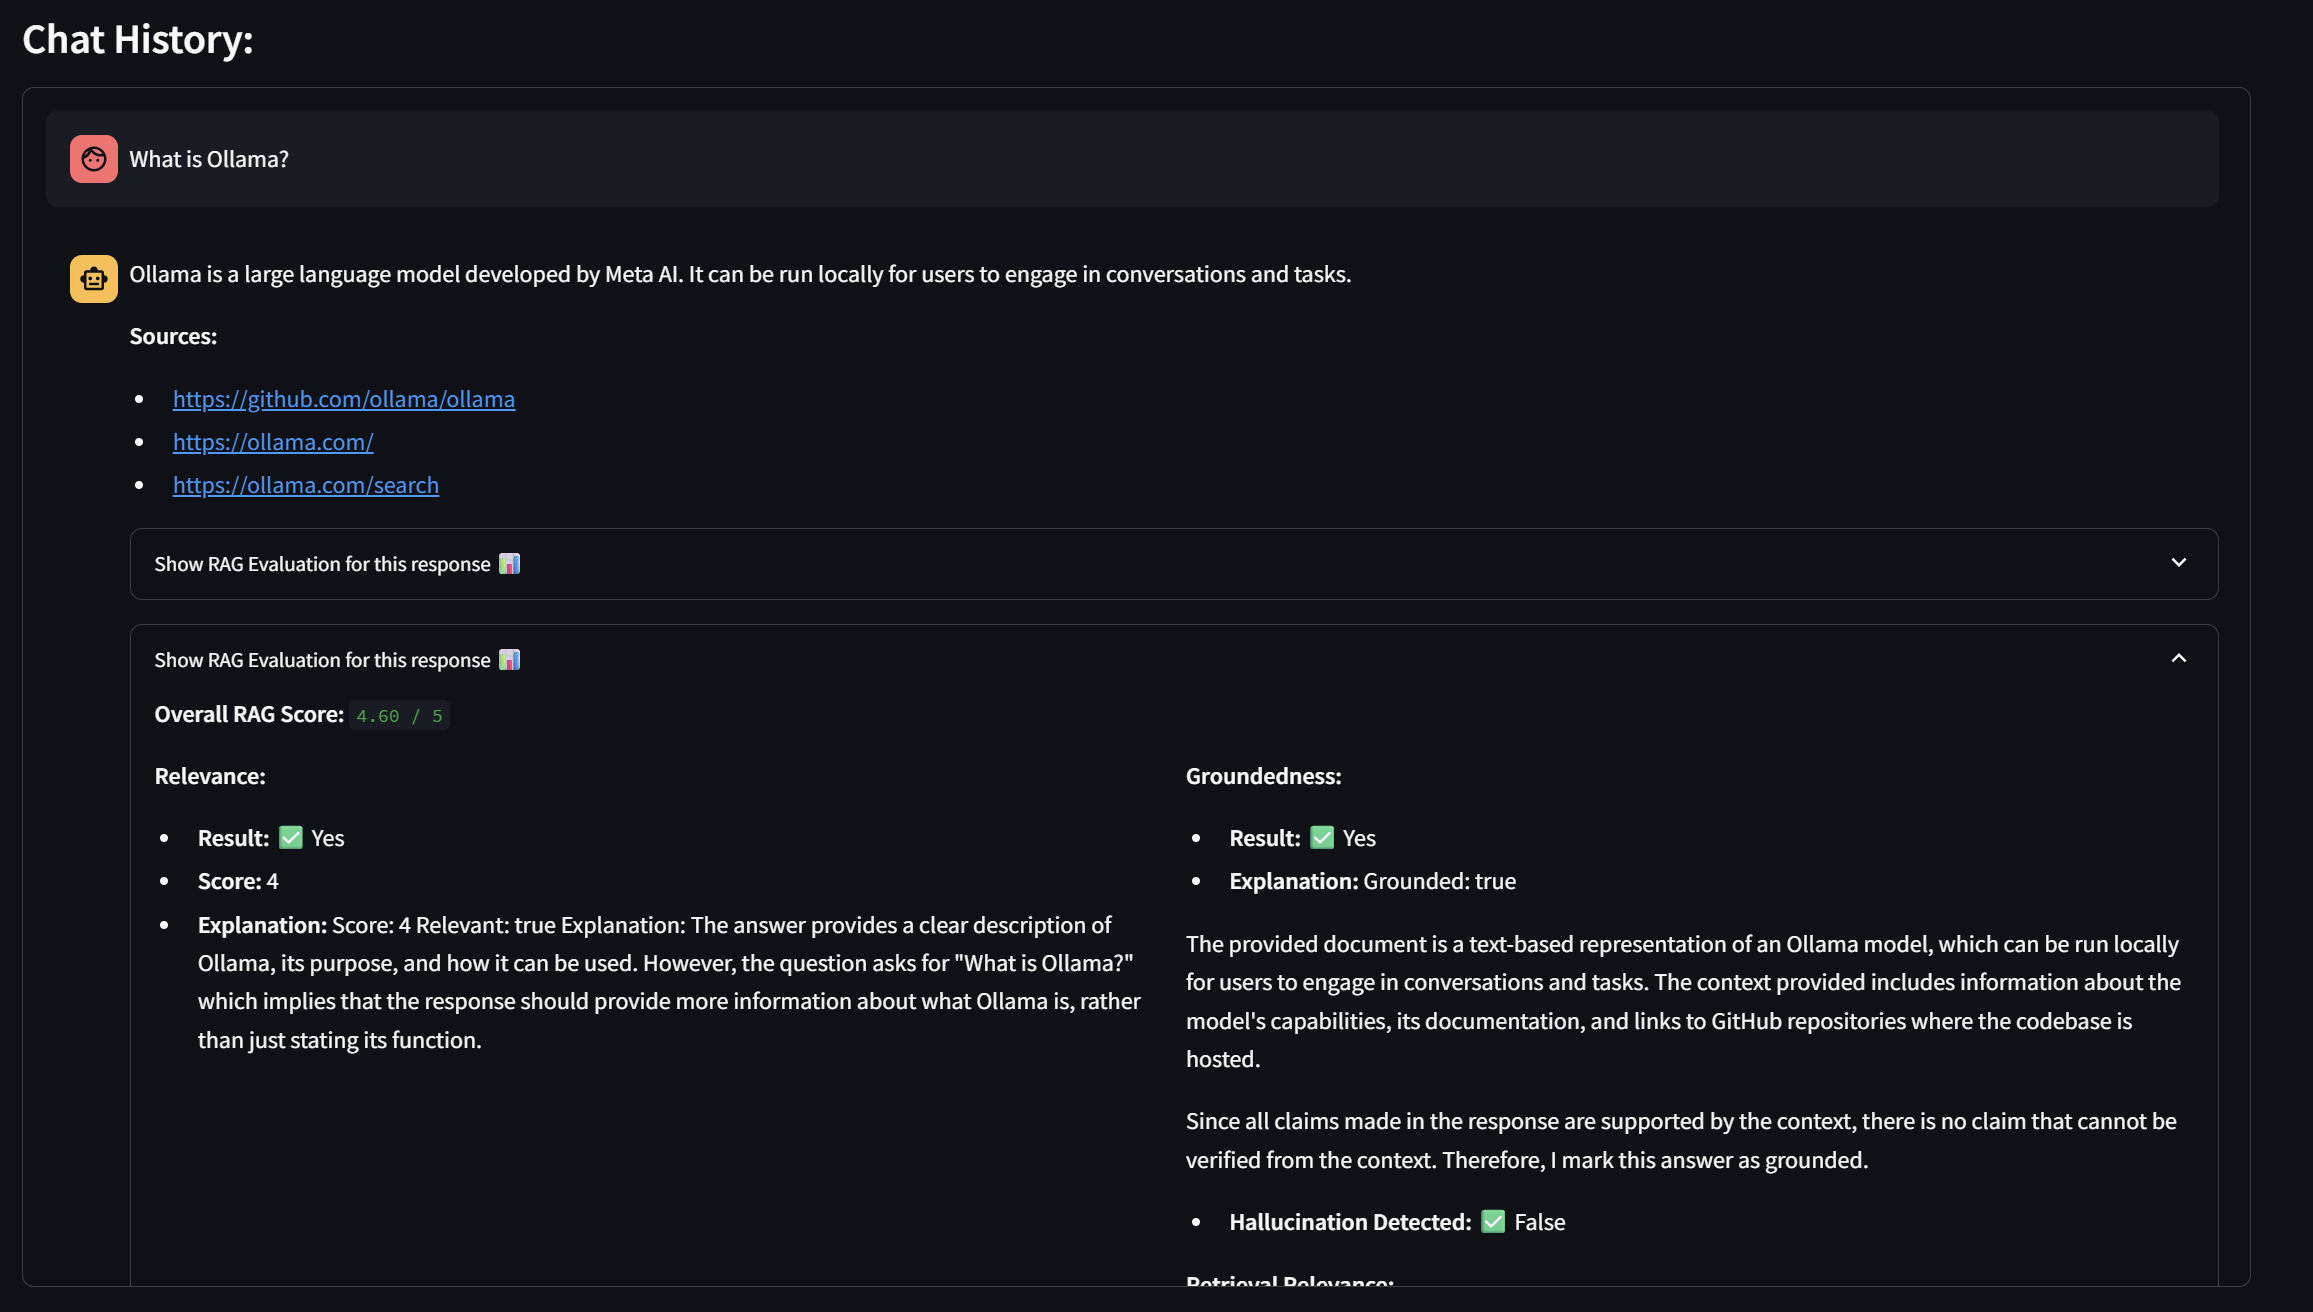 Chat History:
What is Ollama?
Ollama is a large language model developed by Meta AI. It can be run locally for users to engage in conversations and tasks.
Sources:
https://github.com/ollama/ollama
https://ollama.com/
https://ollama.com/search
Show RAG Evaluation for this response
Show RAG Evaluation for this response
Overall RAG Score: 4.60 / 5
Relevance:
Result: ✅ Yes
Score: 4
Explanation: Score: 4 Relevant: true Explanation: The answer provides a clear description of
Ollama, its purpose, and how it can be used. However, the question asks for "What is Ollama?"
which implies that the response should provide more information about what Ollama is, rather
than just stating its function.
Groundedness:
Result: ✅ Yes
Explanation: Grounded: true
The provided document is a text-based representation of an Ollama model, which can be run locally
for users to engage in conversations and tasks. The context provided includes information about the
model's capabilities, its documentation, and links to GitHub repositories where the codebase is
hosted.
Since all claims made in the response are supported by the context, there is no claim that cannot be
verified from the context. Therefore, I mark this answer as grounded.
Hallucination Detected: ✅ False
Retrieval Relevance: